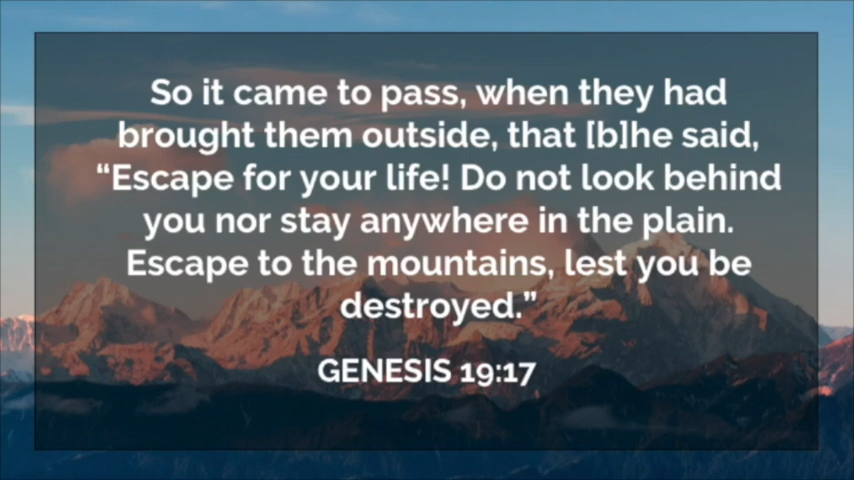 So it came to pass, when they had
brought them outside, that [b]he said,
“Escape for your life! Do not look behind
you nor stay anywhere in the plain.
Escape to the mountains, lest you be
destroyed.”
GENESIS 19:17